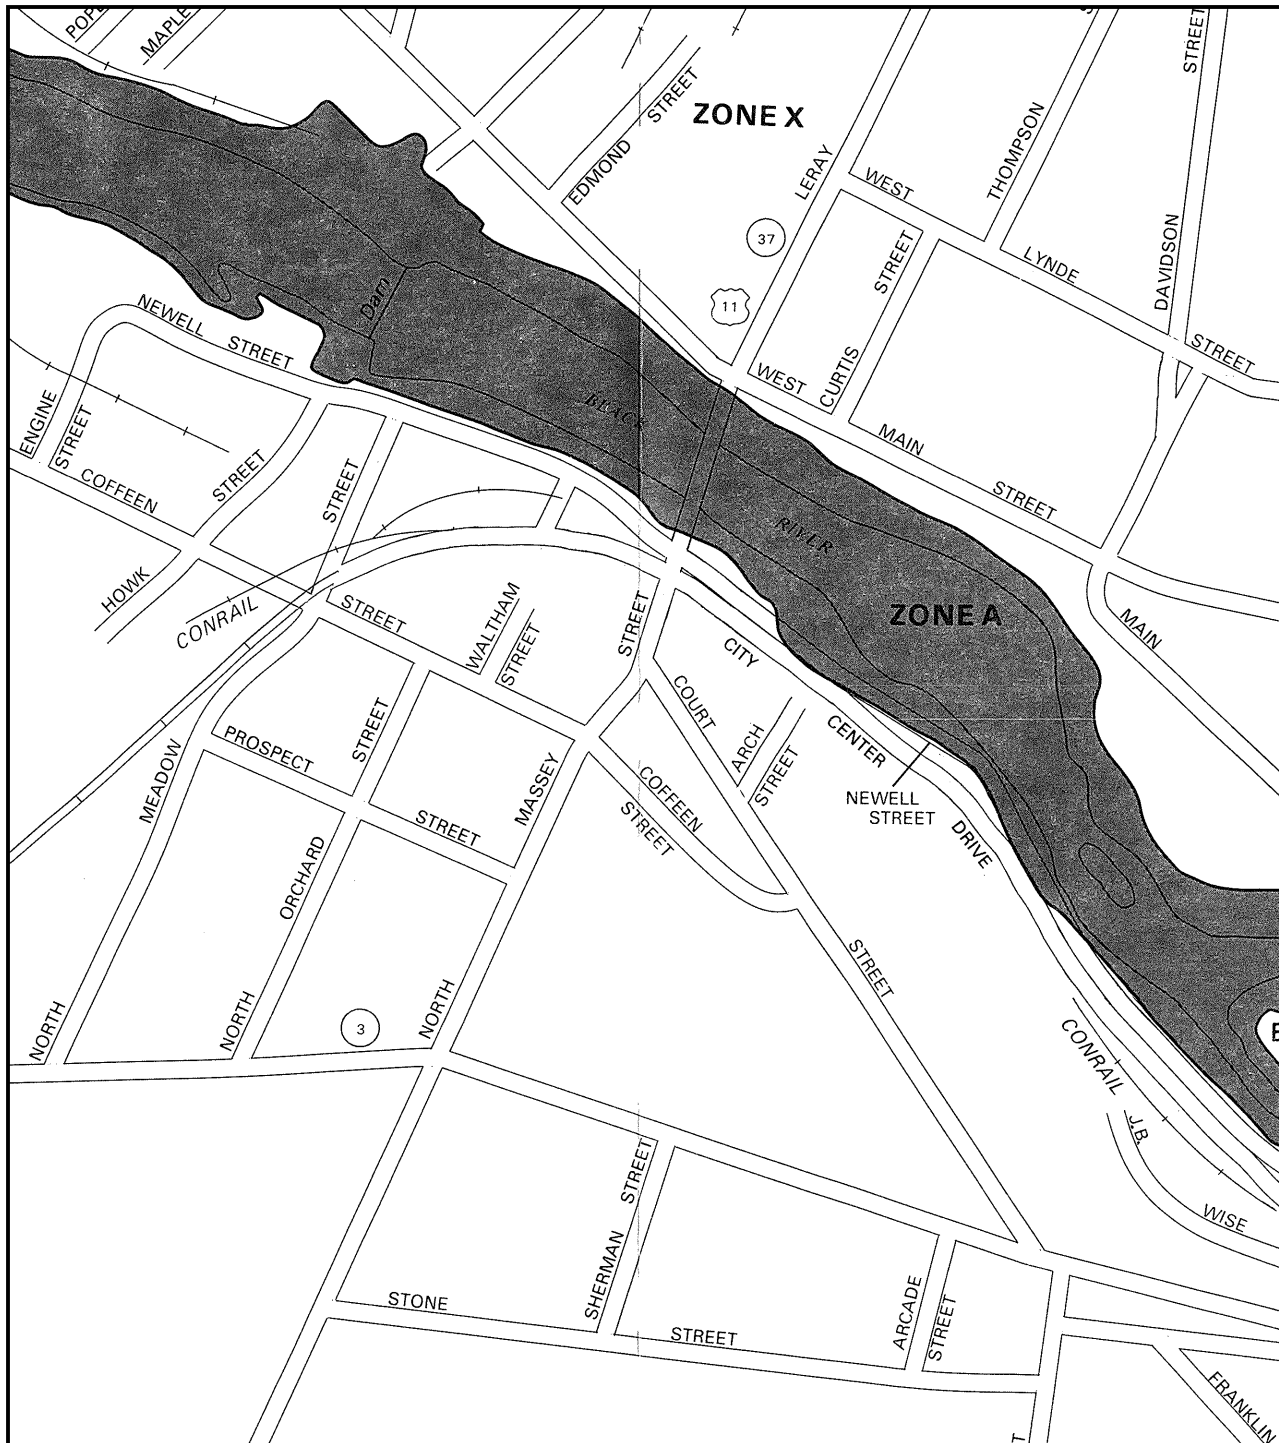 MAPLE
STREET
STREET
ZONE X
EDMOND
THOMPSON
LERAY
WEST
37
STREET
LYNDE
DAVIDSON
11
Dam
NEWELL
STREET
STREET
WEST
CURTIS
BLACK
MAIN
ENGINE
STREET
COFFEEN
STREET
STREET
STREET
RIVER
HOWK
CONRAIL
STREET
WALTHAM
STREET
STREET
ZONE A
MAIN
CITY
COURT
PROSPECT
STREET
ARCH
STREET
CENTER
MEADOW
MASSEY
COFFEEN
STREET
NEWELL
STREET
STREET
DRIVE
ORCHARD
STREET
NORTH
NORTH
NORTH
3
CONRAIL
J.B.
WISE
STREET
SHERMAN
STONE
STREET
ARCADE
STREET
FRANKLIN